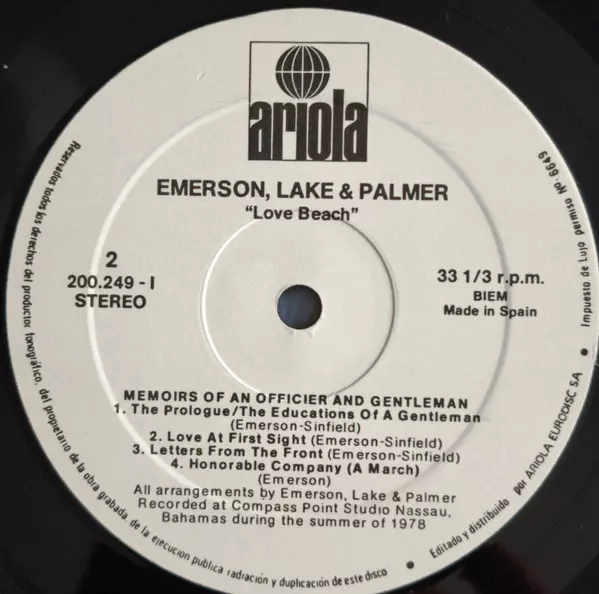 ariola
EMERSON, LAKE & PALMER
“Love Beach”
2
200.249 - I
STEREO
33 1/3 r.p.m.
BIEM
Made in Spain
MEMOIRS OF AN OFFICIER AND GENTLEMAN
1. The Prologue/The Educations Of A Gentleman
(Emerson-Sinfield)
2. Love At First Sight (Emerson-Sinfield)
3. Letters From The Front (Emerson-Sinfield)
4. Honorable Company (A March)
(Emerson)
All arrangements by Emerson, Lake & Palmer
Recorded at Compass Point Studio Nassau,
Bahamas during the summer of 1978
Reservados todos los derechos del productor fonográfico, del propietario de la obra grabada de la ejecucion publica radiación y duplicación de este disco • Editado y distribuido por ARIOLA EURODISC SA • Impuesto de Lujo permiso No. 6649